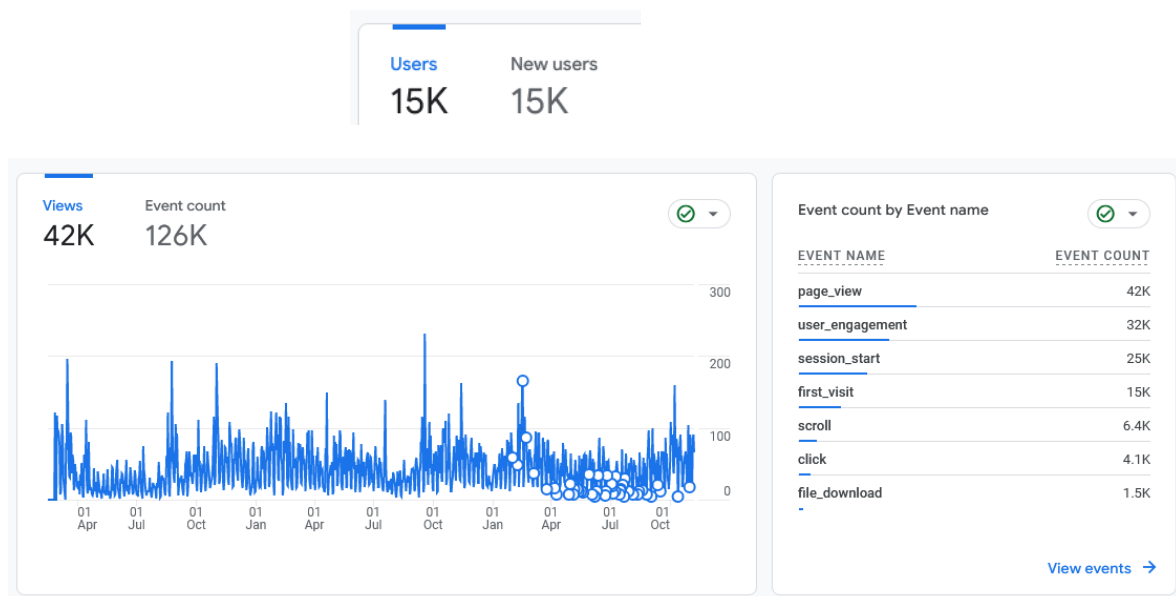 Users New users
15K 15K
Views Event count
42K 126K
300
200
100
0
01 01 01 01 01 01 01 01 01 01 01
Apr Jul Oct Jan Apr Jul Oct Jan Apr Jul Oct
Event count by Event name
EVENT NAME EVENT COUNT
page_view 42K
user_engagement 32K
session_start 25K
first_visit 15K
scroll 6.4K
click 4.1K
file_download 1.5K
View events